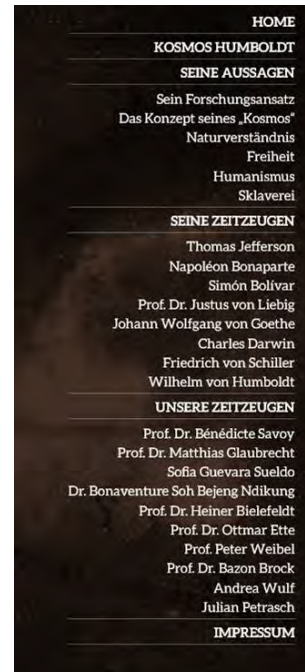 HOME
KOSMOS HUMBOLDT
SEINE AUSSAGEN
Sein Forschungsansatz
Das Konzept seines „Kosmos“
Naturverständnis
Freiheit
Humanismus
Sklaverei
SEINE ZEITZEUGEN
Thomas Jefferson
Napoléon Bonaparte
Simón Bolívar
Prof. Dr. Justus von Liebig
Johann Wolfgang von Goethe
Charles Darwin
Friedrich von Schiller
Wilhelm von Humboldt
UNSERE ZEITZEUGEN
Prof. Dr. Bénédicte Savoy
Prof. Dr. Matthias Glaubrecht
Sofia Guevara Sueldo
Dr. Bonaventure Soh Bejeng Ndikung
Prof. Dr. Heiner Bielefeldt
Prof. Dr. Ottmar Ette
Prof. Peter Weibel
Prof. Dr. Bazon Brock
Andrea Wulf
Julian Petrasch
IMPRESSUM